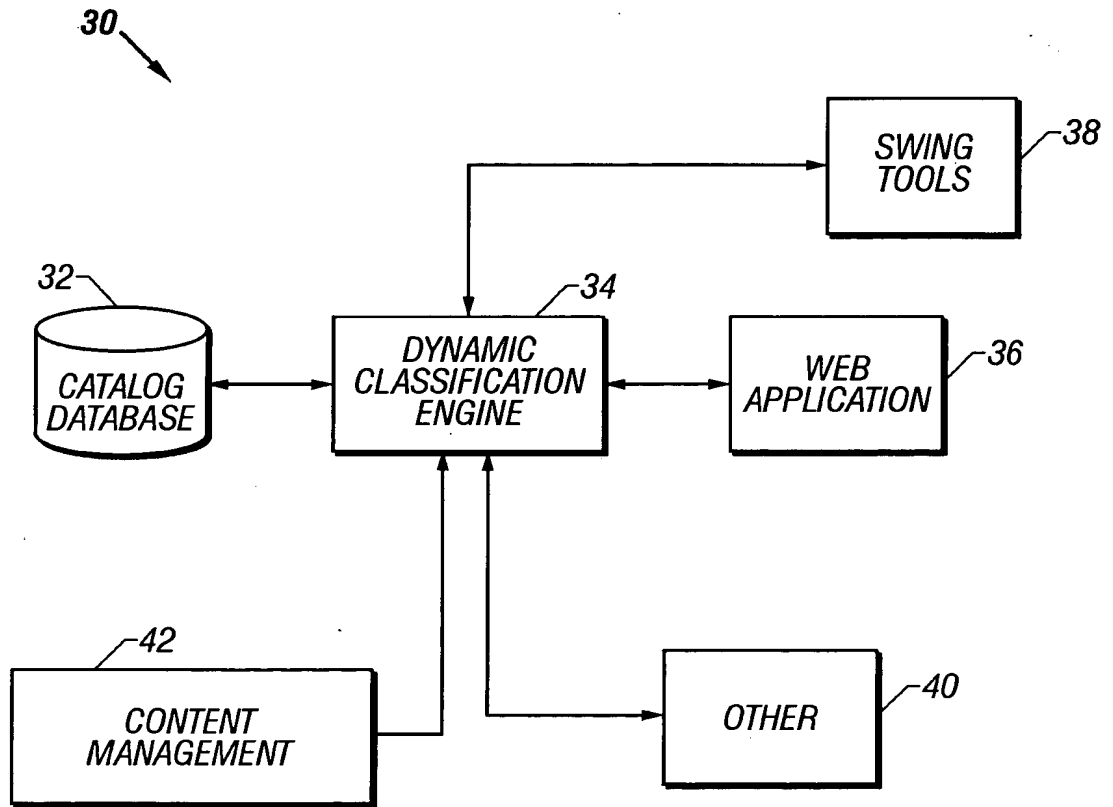 30
SWING
TOOLS
38
32
34
CATALOG
DATABASE
DYNAMIC
CLASSIFICATION
ENGINE
WEB
APPLICATION
36
42
CONTENT
MANAGEMENT
OTHER
40